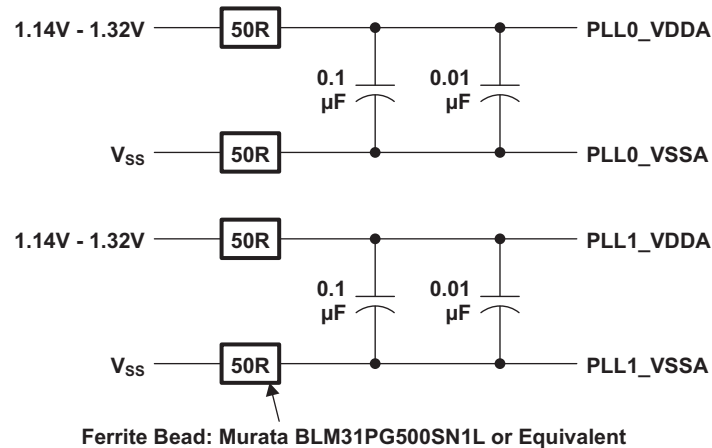 1.14V - 1.32V 50R PLL0_VDDA
0.1 0.01
µF µF
VSS 50R PLL0_VSSA
1.14V - 1.32V 50R PLL1_VDDA
0.1 0.01
µF µF
VSS 50R PLL1_VSSA
Ferrite Bead: Murata BLM31PG500SN1L or Equivalent